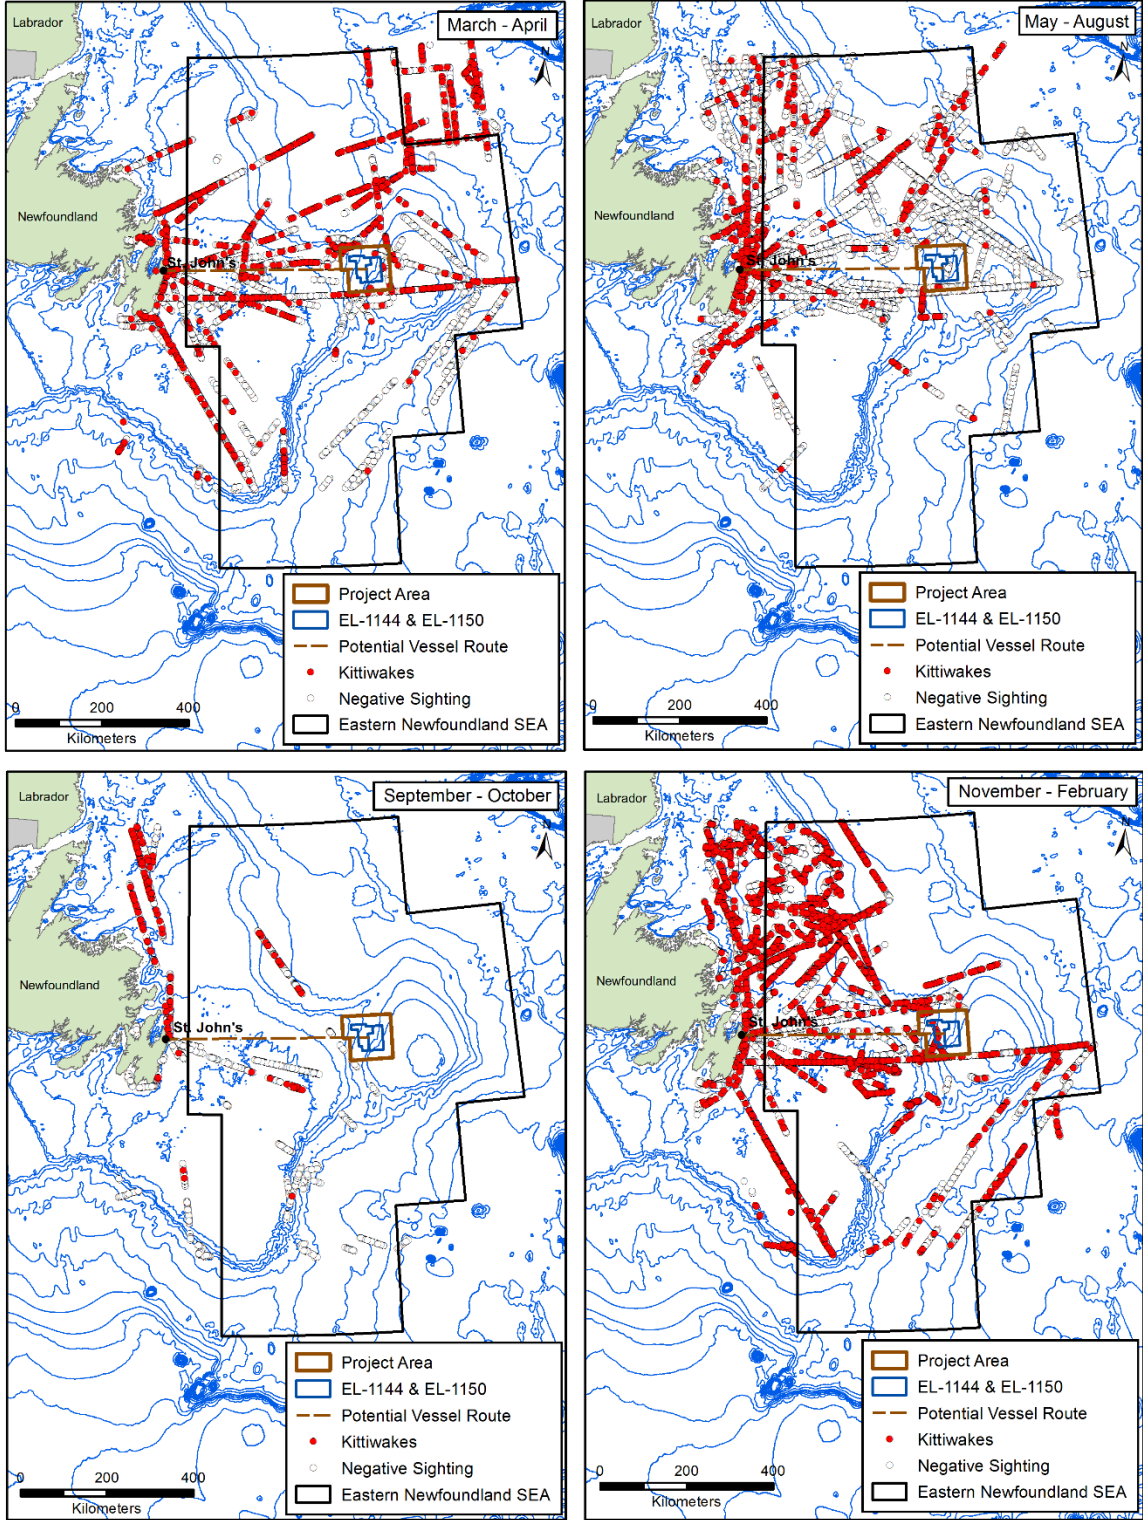 Labrador
March - April
N
Newfoundland
St. John's
Project Area
EL-1144 & EL-1150
Potential Vessel Route
Kittiwakes
Negative Sighting
Eastern Newfoundland SEA
0 200 400
Kilometers
Labrador
May - August
N
Newfoundland
St. John's
Project Area
EL-1144 & EL-1150
Potential Vessel Route
Kittiwakes
Negative Sighting
Eastern Newfoundland SEA
0 200 400
Kilometers
Labrador
September - October
N
Newfoundland
St. John's
Project Area
EL-1144 & EL-1150
Potential Vessel Route
Kittiwakes
Negative Sighting
Eastern Newfoundland SEA
0 200 400
Kilometers
Labrador
November - February
N
Newfoundland
St. John's
Project Area
EL-1144 & EL-1150
Potential Vessel Route
Kittiwakes
Negative Sighting
Eastern Newfoundland SEA
0 200 400
Kilometers